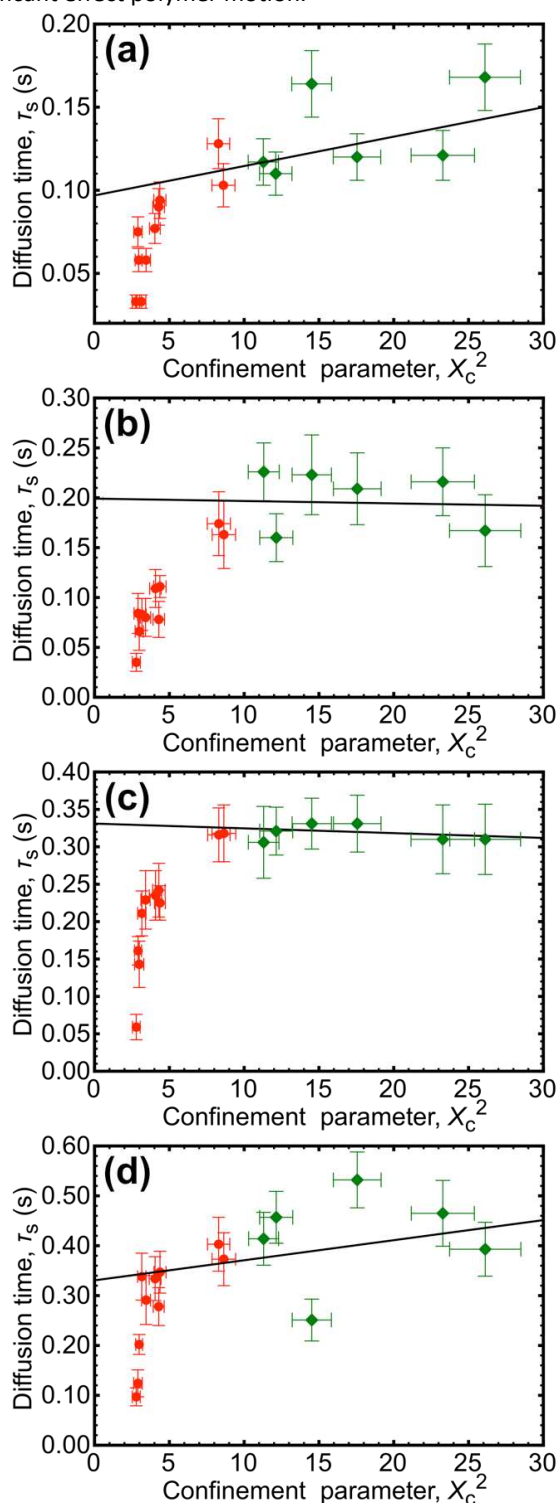 effect polymer motion.
0.20
(a)
0.15
0.10
0.05
Diffusion time, τs (s)
0 5 10 15 20 25 30
Confinement parameter, Xc²
0.30
(b)
0.20
0.15
0.10
0.05
0.00
Diffusion time, τs (s)
0 5 10 15 20 25 30
Confinement parameter, Xc²
0.40
(c)
0.30
0.25
0.20
0.15
0.10
0.05
0.00
Diffusion time, τs (s)
0 5 10 15 20 25 30
Confinement parameter, Xc²
0.60
(d)
0.50
0.40
0.30
0.20
0.10
0.00
Diffusion time, τs (s)
0 5 10 15 20 25 30
Confinement parameter, Xc²